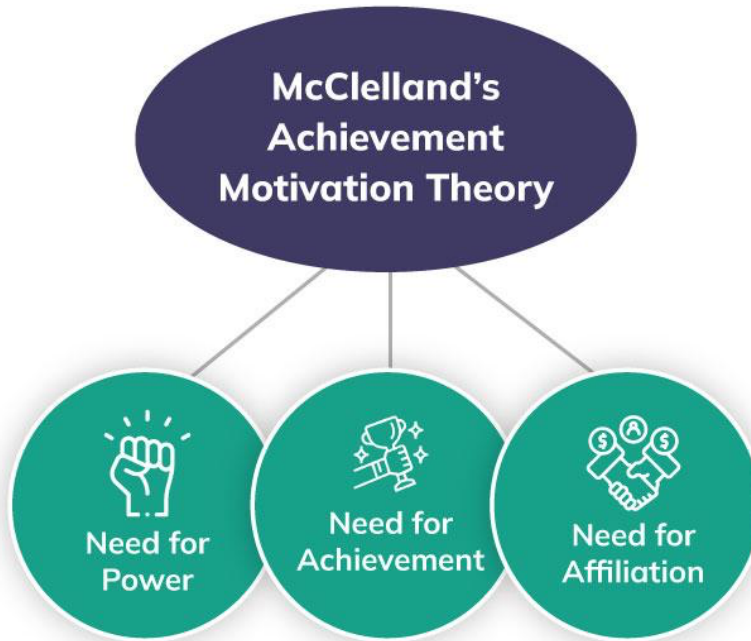 McClelland's
Achievement
Motivation Theory
Need for
Power
Need for
Achievement
Need for
Affiliation
$
$